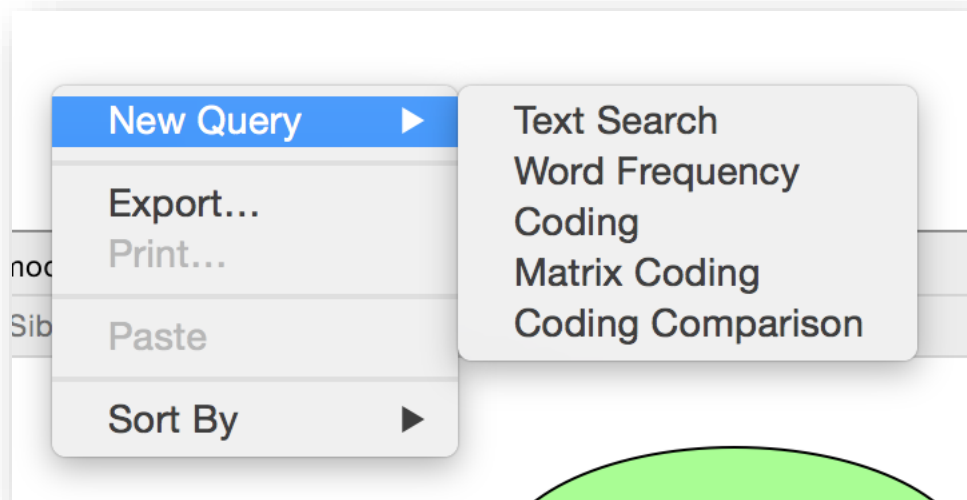 New Query
Export...
Print...
Paste
Sort By
Text Search
Word Frequency
Coding
Matrix Coding
Coding Comparison